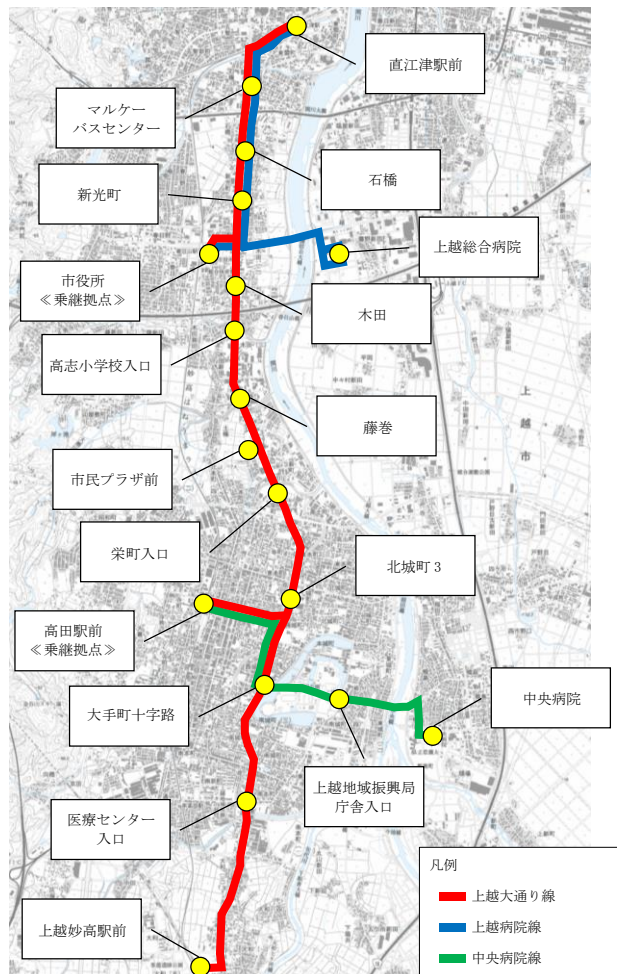 直江津駅前
マルケー
バスセンター
石橋
新光町
上越総合病院
市役所
≪乗継拠点≫
木田
高志小学校入口
藤巻
上越市
市民プラザ前
栄町入口
北城町３
高田駅前
≪乗継拠点≫
大手町十字路
中央病院
上越地域振興局
庁舎入口
医療センター
入口
上越妙高駅前
凡例
上越大通り線
上越病院線
中央病院線